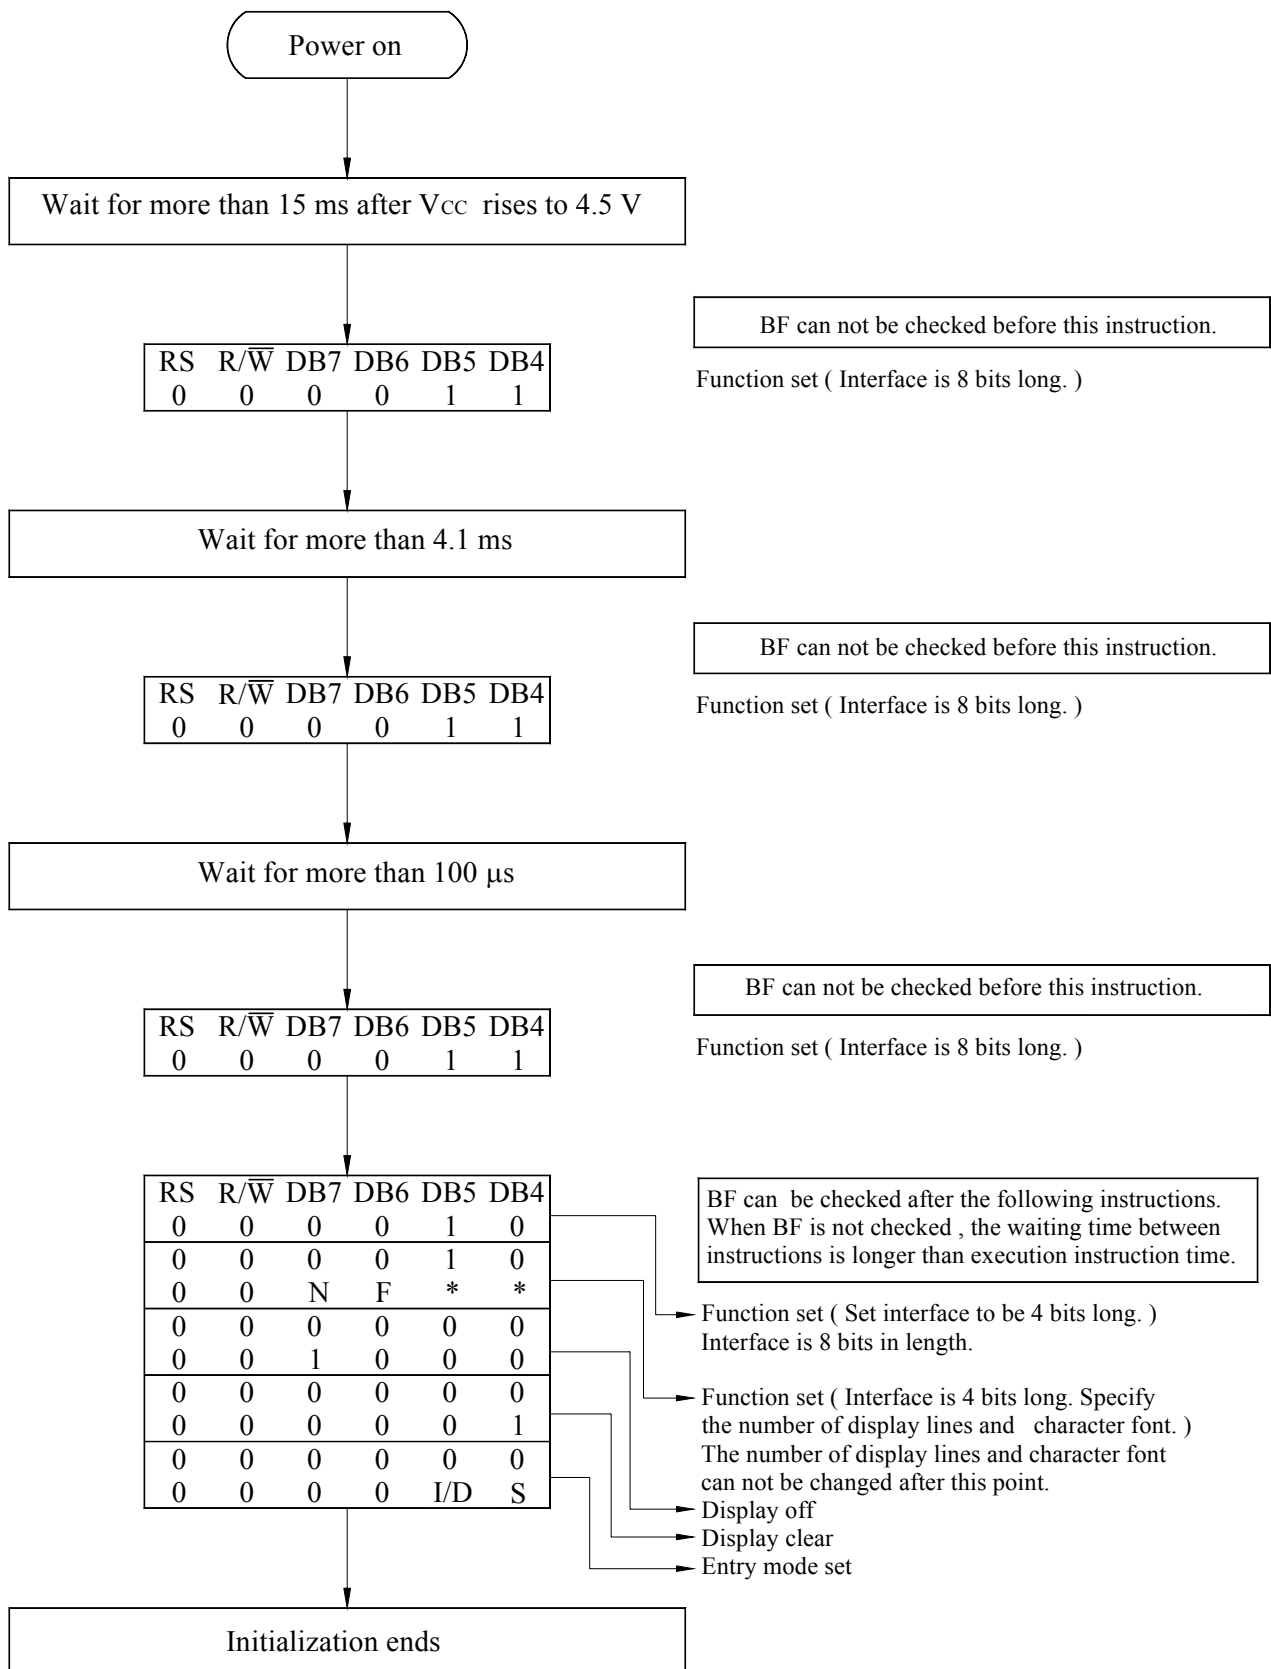 Power on
Wait for more than 15 ms after Vcc rises to 4.5 V
BF can not be checked before this instruction.
RS R/W̅ DB7 DB6 DB5 DB4
0 0 0 0 1 1
Function set ( Interface is 8 bits long. )
Wait for more than 4.1 ms
BF can not be checked before this instruction.
RS R/W̅ DB7 DB6 DB5 DB4
0 0 0 0 1 1
Function set ( Interface is 8 bits long. )
Wait for more than 100 μs
BF can not be checked before this instruction.
RS R/W̅ DB7 DB6 DB5 DB4
0 0 0 0 1 1
Function set ( Interface is 8 bits long. )
RS R/W̅ DB7 DB6 DB5 DB4
0 0 0 0 1 0
0 0 0 0 1 0
0 0 N F * *
0 0 0 0 0 0
0 0 1 0 0 0
0 0 0 0 0 0
0 0 0 0 0 1
0 0 0 0 0 0
0 0 0 0 I/D S
BF can be checked after the following instructions.
When BF is not checked , the waiting time between
instructions is longer than execution instruction time.
Function set ( Set interface to be 4 bits long. )
Interface is 8 bits in length.
Function set ( Interface is 4 bits long. Specify
the number of display lines and character font. )
The number of display lines and character font
can not be changed after this point.
Display off
Display clear
Entry mode set
Initialization ends